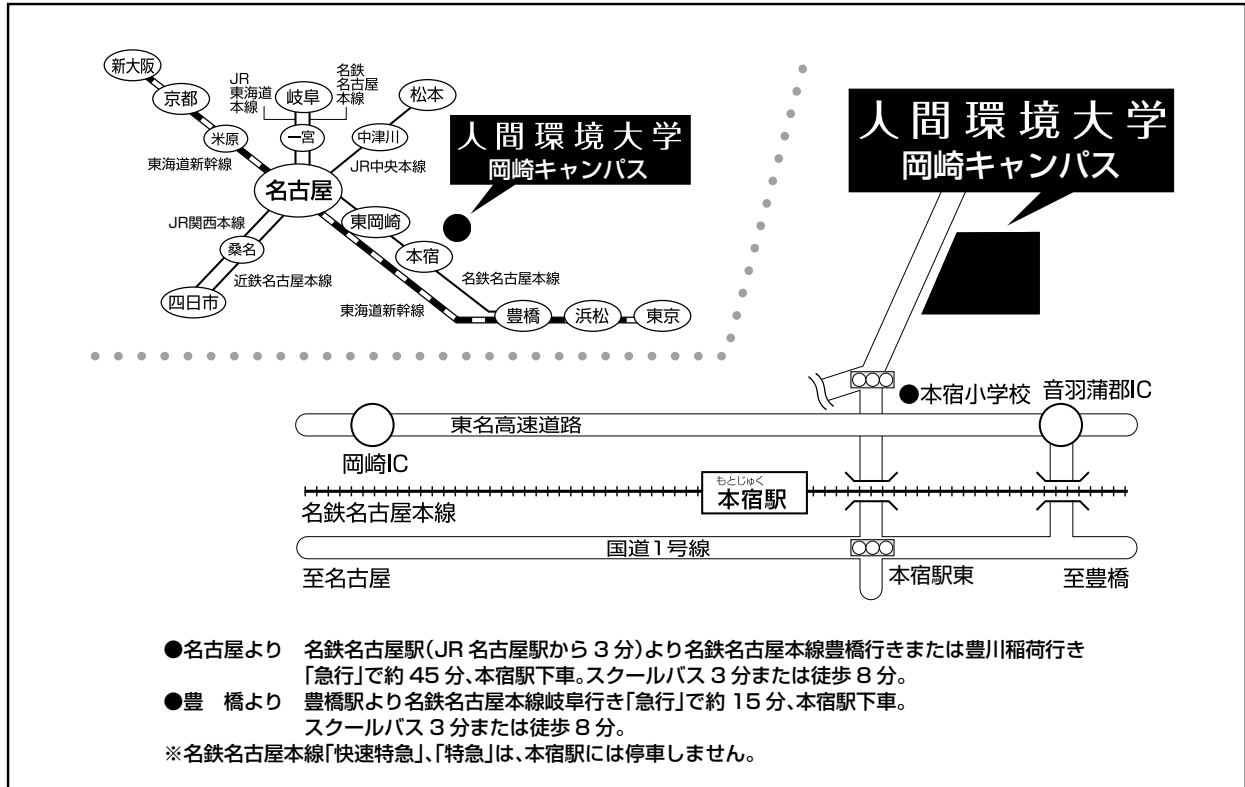 新大阪
京都
米原
東海道新幹線
JR
東海道
本線
岐阜
一宮
名鉄
名古屋
本線
松本
中津川
JR中央本線
名古屋
人間環境大学
岡崎キャンパス
JR関西本線
桑名
近鉄名古屋本線
四日市
東岡崎
本宿
名鉄名古屋本線
東海道新幹線
豊橋
浜松
東京
人間環境大学
岡崎キャンパス
本宿小学校
音羽蒲郡IC
東名高速道路
岡崎IC
もとじゅく
本宿駅
名鉄名古屋本線
国道1号線
至名古屋
本宿駅東
至豊橋
●名古屋より 名鉄名古屋駅(JR名古屋駅から3分)より名鉄名古屋本線豊橋行きまたは豊川稲荷行き
「急行」で約45分、本宿駅下車。スクールバス3分または徒歩8分。
●豊 橋より 豊橋駅より名鉄名古屋本線岐阜行き「急行」で約15分、本宿駅下車。
スクールバス3分または徒歩8分。
※名鉄名古屋本線「快速特急」、「特急」は、本宿駅には停車しません。